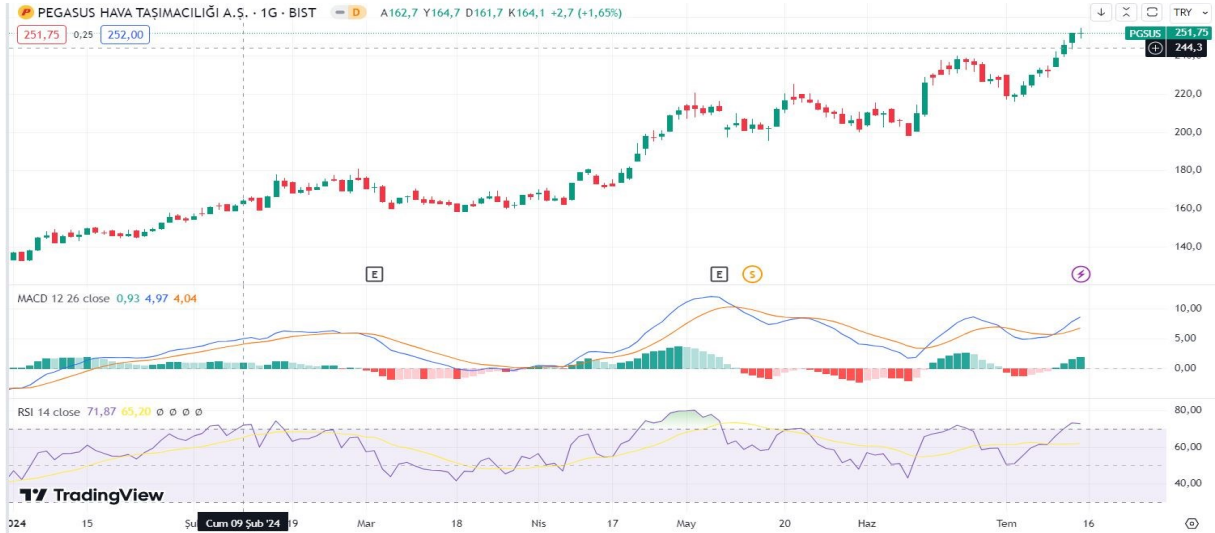 PEGASUS HAVA TAŞIMACILIĞI A.Ş. · 1G · BIST D A162,7 Y164,7 D161,7 K164,1 +2,7 (+1,65%) TRY
251,75 0,25 252,00
PGSUS 251,75
244,3
220,0
200,0
180,0
160,0
140,0
E E S
MACD 12 26 close 0,93 4,97 4,04
10,00
5,00
0,00
RSI 14 close 71,87 65,20 Ø Ø Ø Ø
80,00
60,00
40,00
TradingView
2024 15 Şub Cum 09 Şub '24 19 Mar 18 Nis 17 May 20 Haz Tem 16